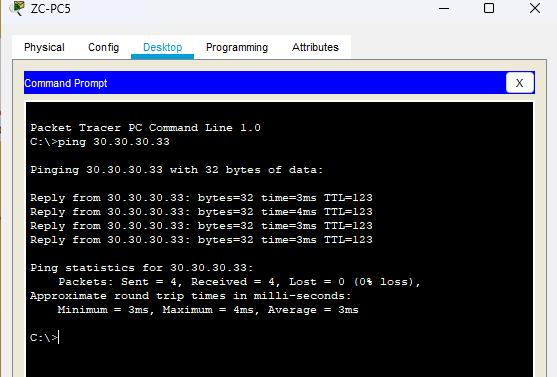 ZC-PC5
Physical Config Desktop Programming Attributes
Command Prompt X
Packet Tracer PC Command Line 1.0
C:\>ping 30.30.30.33
Pinging 30.30.30.33 with 32 bytes of data:
Reply from 30.30.30.33: bytes=32 time=3ms TTL=123
Reply from 30.30.30.33: bytes=32 time=4ms TTL=123
Reply from 30.30.30.33: bytes=32 time=3ms TTL=123
Reply from 30.30.30.33: bytes=32 time=3ms TTL=123
Ping statistics for 30.30.30.33:
Packets: Sent = 4, Received = 4, Lost = 0 (0% loss),
Approximate round trip times in milli-seconds:
Minimum = 3ms, Maximum = 4ms, Average = 3ms
C:\>